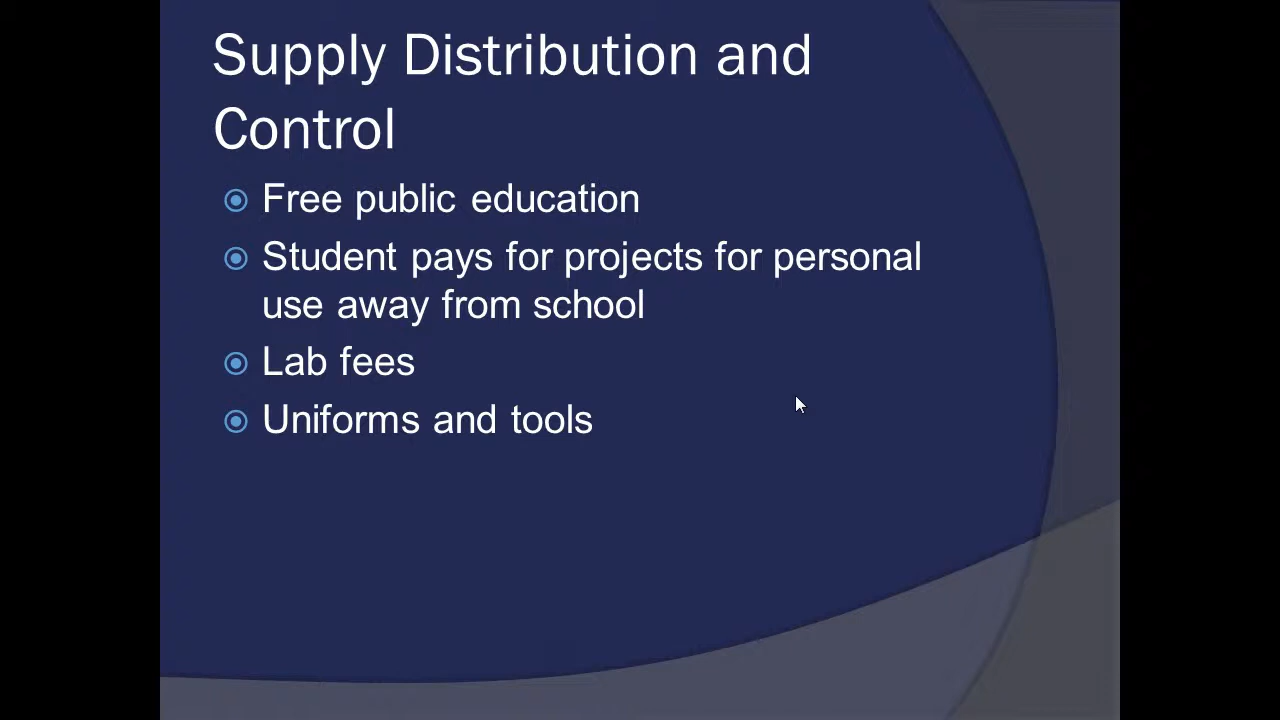 Supply Distribution and
Control
Free public education
Student pays for projects for personal
use away from school
Lab fees
Uniforms and tools